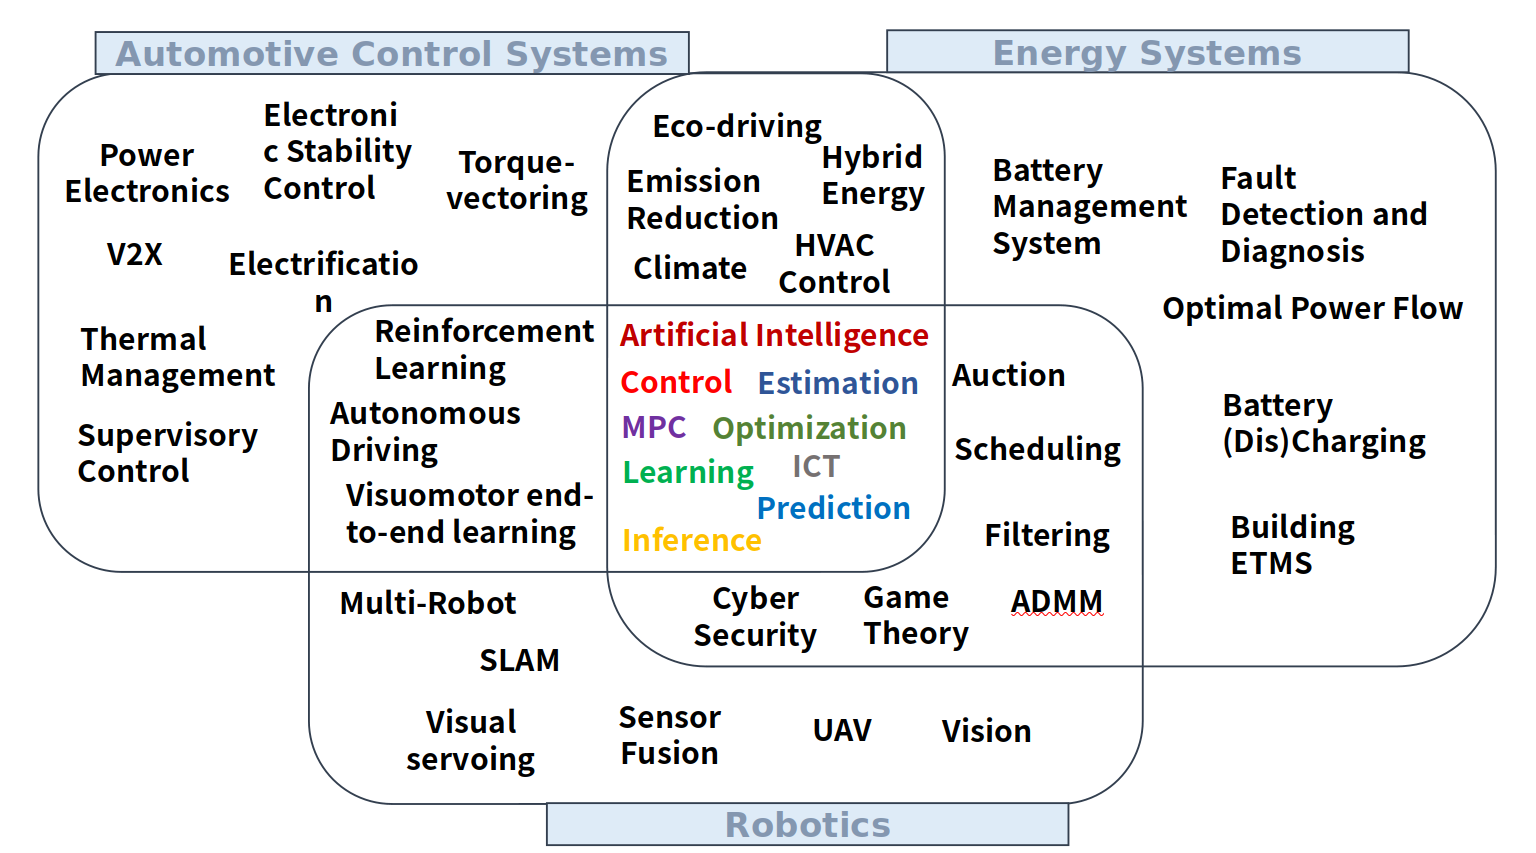 Automotive Control Systems
Energy Systems
Power
Electronics
Electroni
c Stability
Control
Torque-
vectoring
V2X
Electrificatio
n
Thermal
Management
Supervisory
Control
Eco-driving
Hybrid
Energy
Emission
Reduction
HVAC
Control
Climate
Battery
Management
System
Fault
Detection and
Diagnosis
Optimal Power Flow
Battery
(Dis)Charging
Building
ETMS
Reinforcement
Learning
Autonomous
Driving
Visuomotor end-
to-end learning
Artificial Intelligence
Control Estimation
MPC Optimization
Learning ICT
Prediction
Inference
Auction
Scheduling
Filtering
Cyber
Security
Game
Theory
ADMM
Multi-Robot
SLAM
Visual
servoing
Sensor
Fusion
UAV
Vision
Robotics